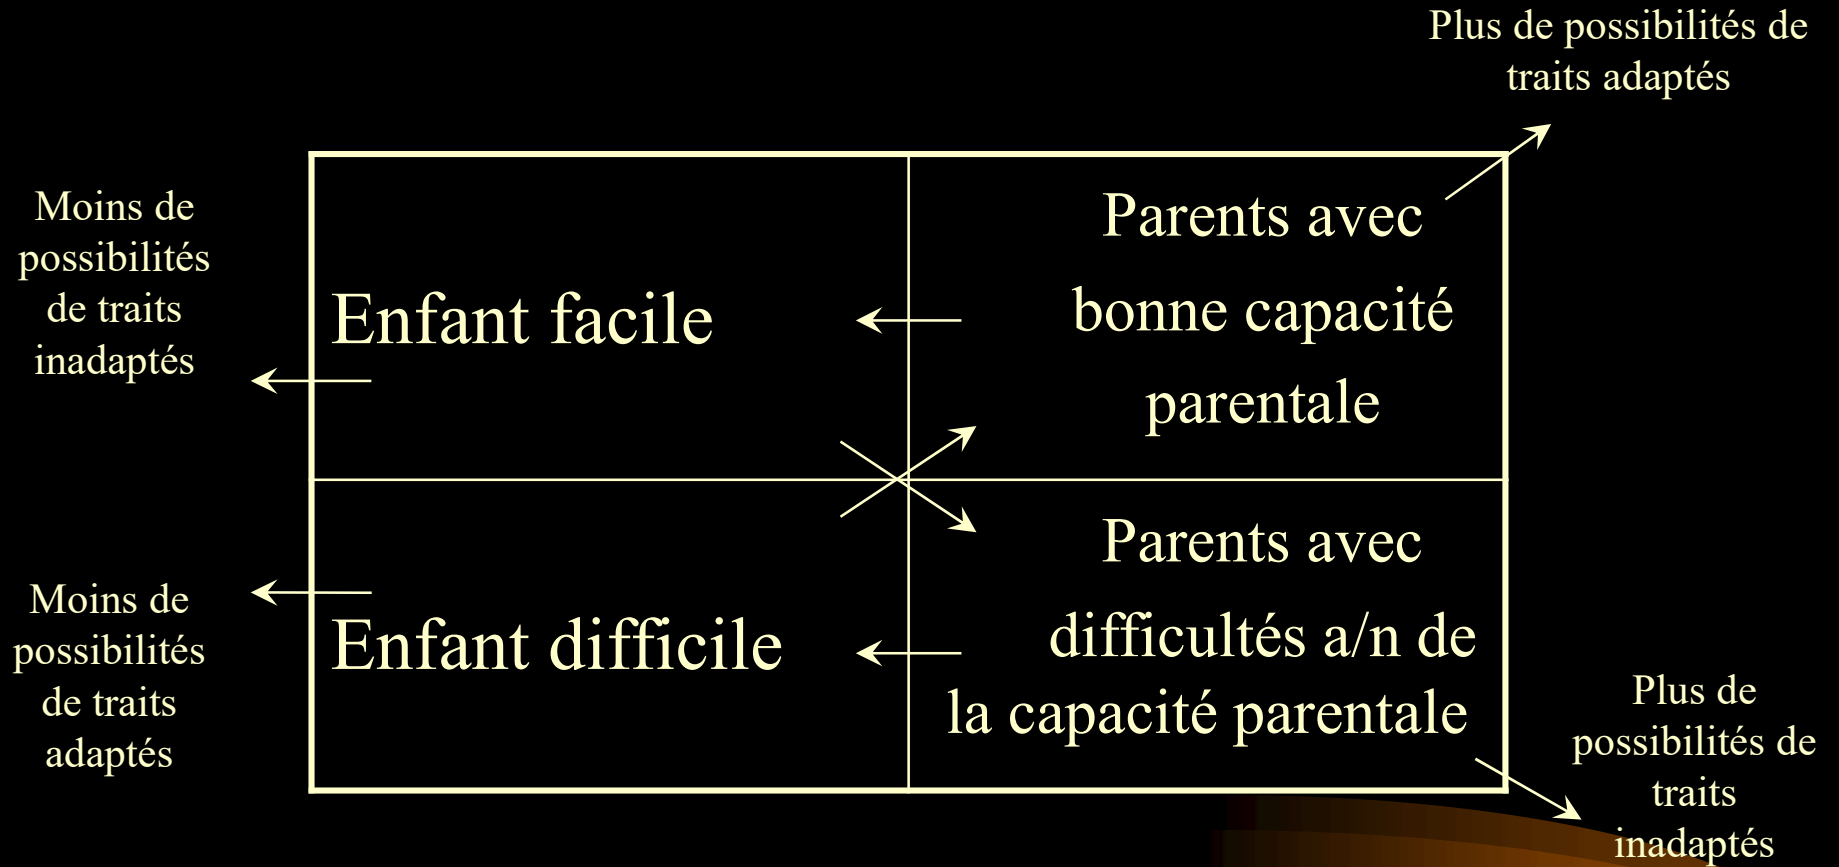 Plus de possibilités de
traits adaptés
Moins de
possibilités
de traits
inadaptés
Enfant facile
Parents avec
bonne capacité
parentale
Moins de
possibilités
de traits
adaptés
Enfant difficile
Parents avec
difficultés a/n de
la capacité parentale
Plus de
possibilités de
traits
inadaptés